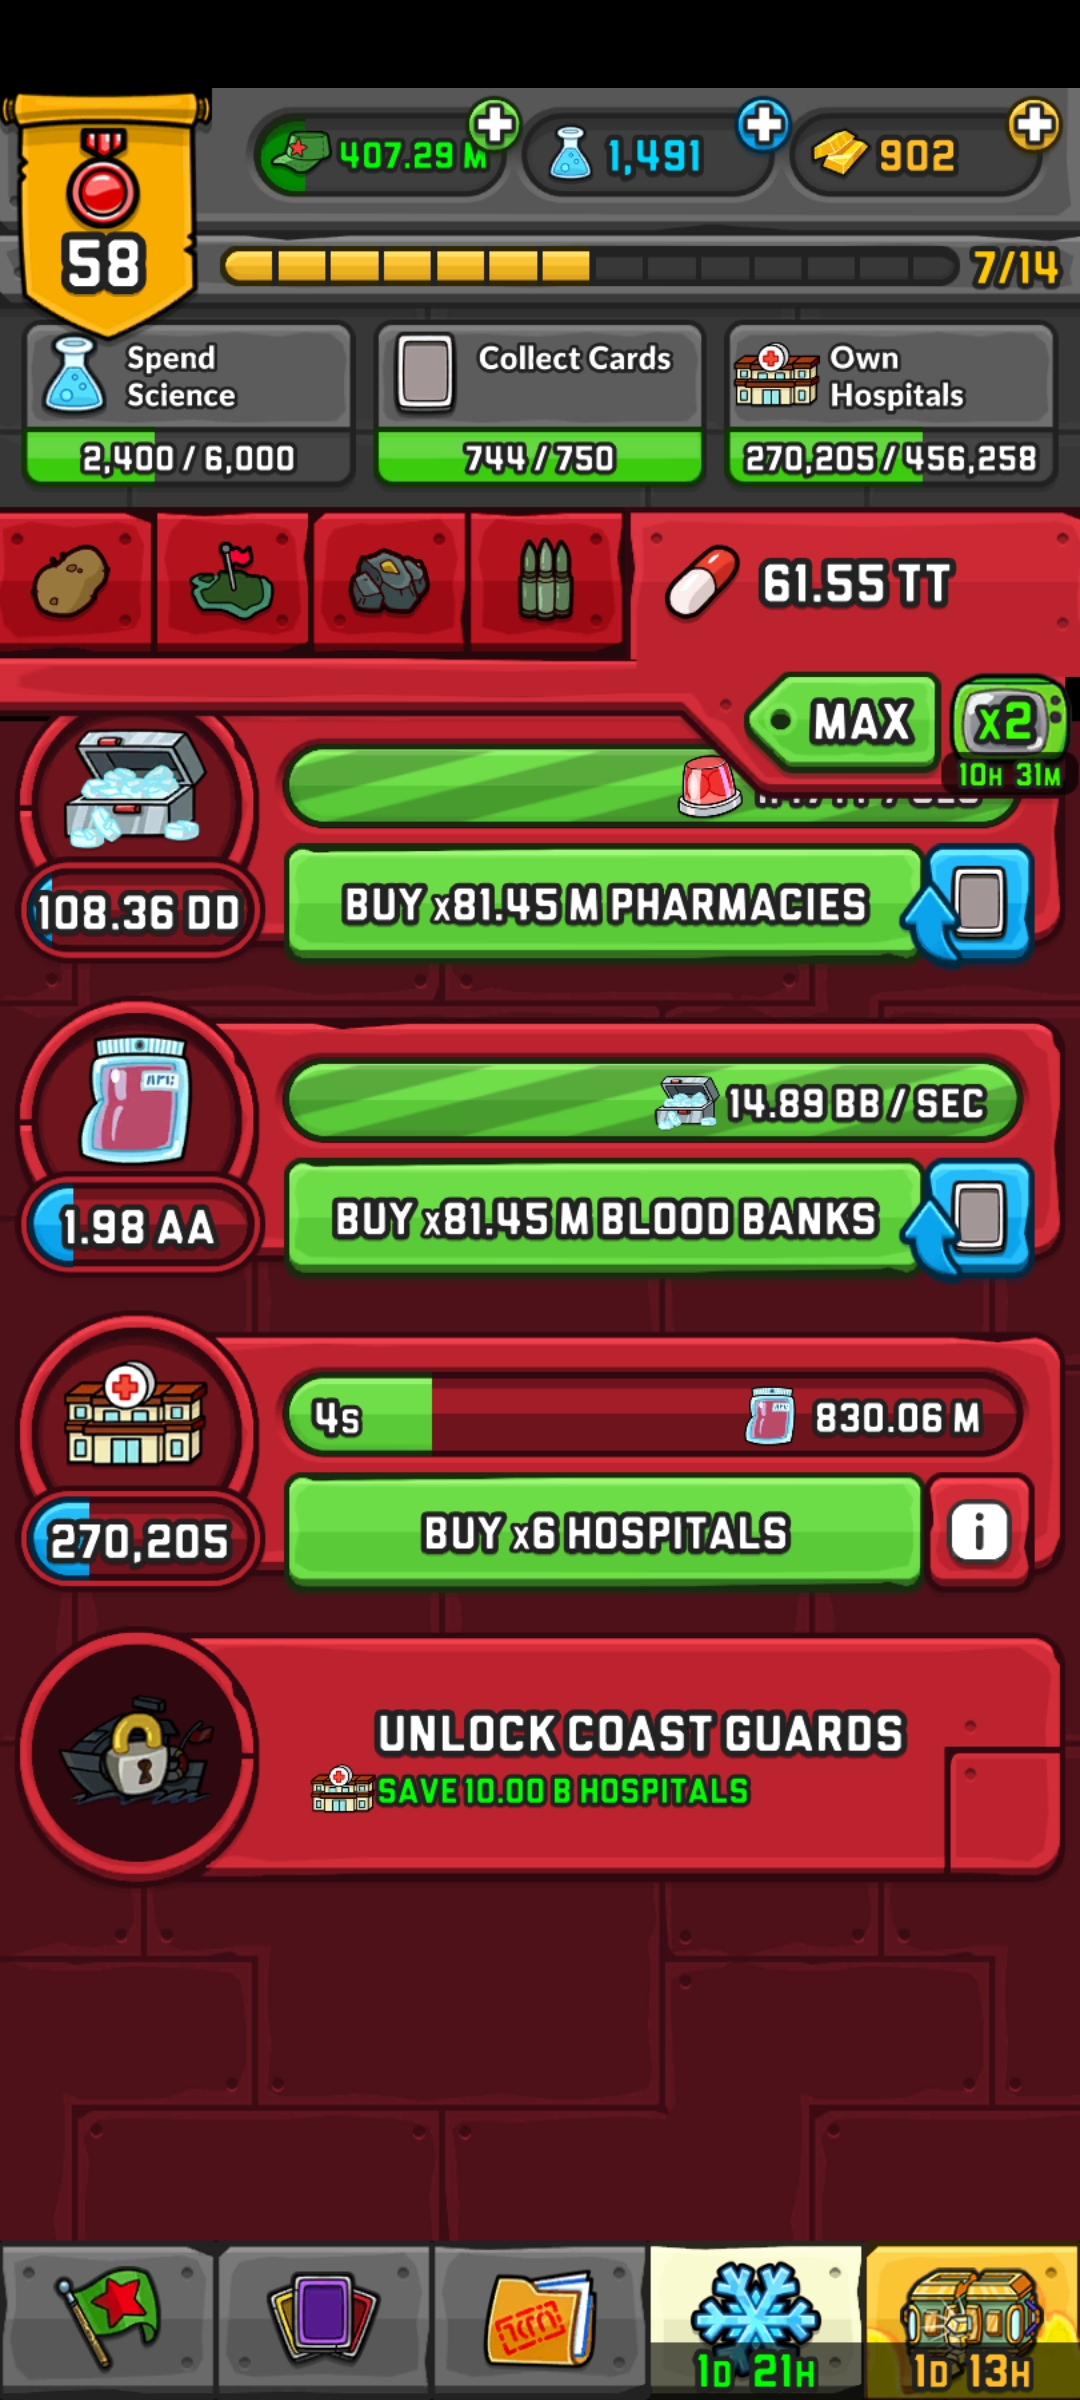 407.29 M
1,491
902
58
7/14
Spend
Science
2,400 / 6,000
Collect Cards
744 / 750
Own
Hospitals
270,205 / 456,258
61.55 TT
MAX
x2
10H 31M
108.36 DD
BUY x81.45 M PHARMACIES
14.89 BB / SEC
1.98 AA
BUY x81.45 M BLOOD BANKS
4s
830.06 M
270,205
BUY x6 HOSPITALS
i
UNLOCK COAST GUARDS
SAVE 10.00 B HOSPITALS
1D 21H
1D 13H